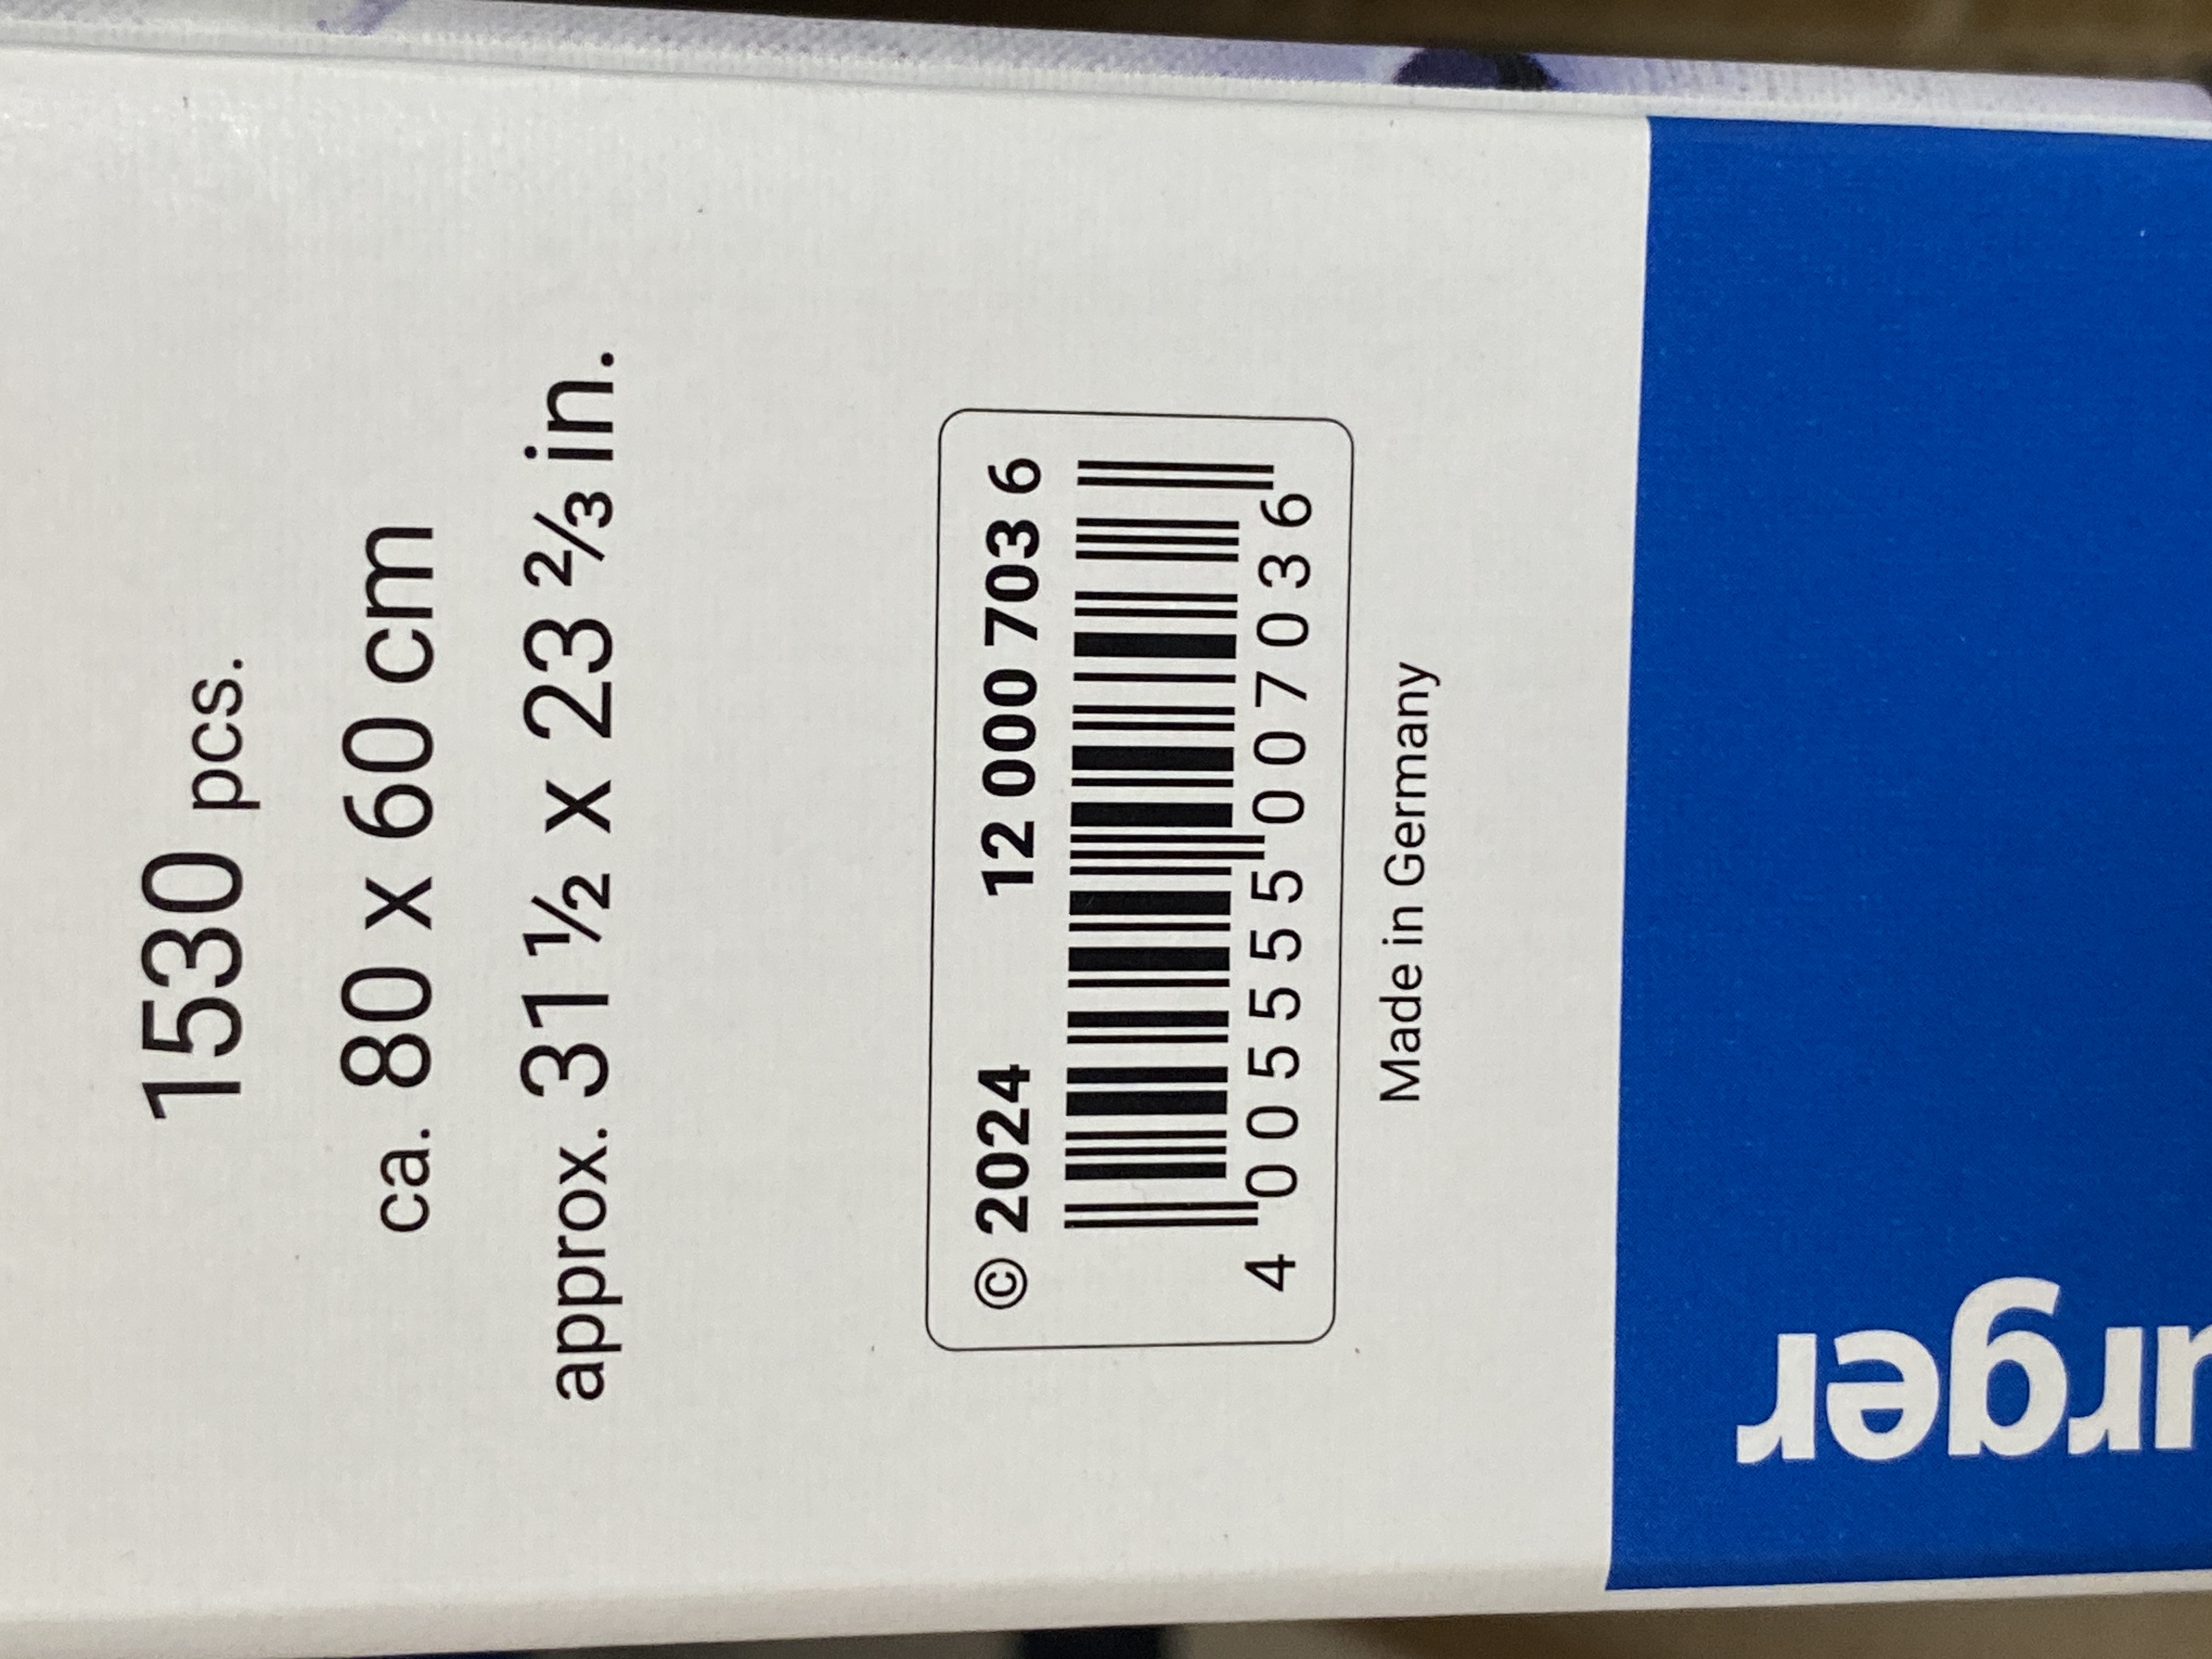 1530 pcs.
ca. 80 x 60 cm
approx. 31 ½ x 23 ⅔ in.
© 2024 12 000 703 6
4 005555 007036
Made in Germany
urger